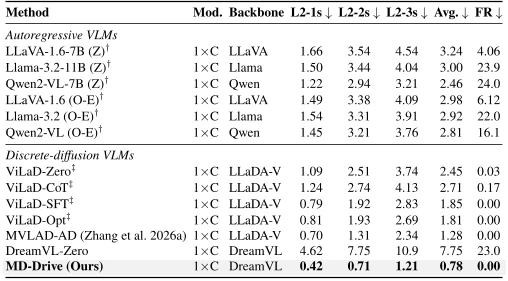 Method Mod. Backbone L2-1s↓ L2-2s↓ L2-3s↓ Avg.↓ FR↓
Autoregressive VLMs
LLaVA-1.6-7B (Z)† 1×C LLaVA 1.66 3.54 4.54 3.24 4.06
Llama-3.2-11B (Z)† 1×C Llama 1.50 3.44 4.04 3.00 23.9
Qwen2-VL-7B (Z)† 1×C Qwen 1.22 2.94 3.21 2.46 24.0
LLaVA-1.6 (O-E)† 1×C LLaVA 1.49 3.38 4.09 2.98 6.12
Llama-3.2 (O-E)† 1×C Llama 1.54 3.31 3.91 2.92 22.0
Qwen2-VL (O-E)† 1×C Qwen 1.45 3.21 3.76 2.81 16.1
Discrete-diffusion VLMs
ViLaD-Zero‡ 1×C LLaDA-V 1.09 2.51 3.74 2.45 0.03
ViLaD-CoT‡ 1×C LLaDA-V 1.24 2.74 4.13 2.71 0.17
ViLaD-SFT‡ 1×C LLaDA-V 0.79 1.92 2.83 1.85 0.00
ViLaD-Opt‡ 1×C LLaDA-V 0.81 1.93 2.69 1.81 0.00
MVLAD-AD (Zhang et al. 2026a) 1×C LLaDA-V 0.70 1.31 2.34 1.28 0.00
DreamVL-Zero 1×C DreamVL 4.62 7.75 10.9 7.75 23.0
MD-Drive (Ours) 1×C DreamVL 0.42 0.71 1.21 0.78 0.00